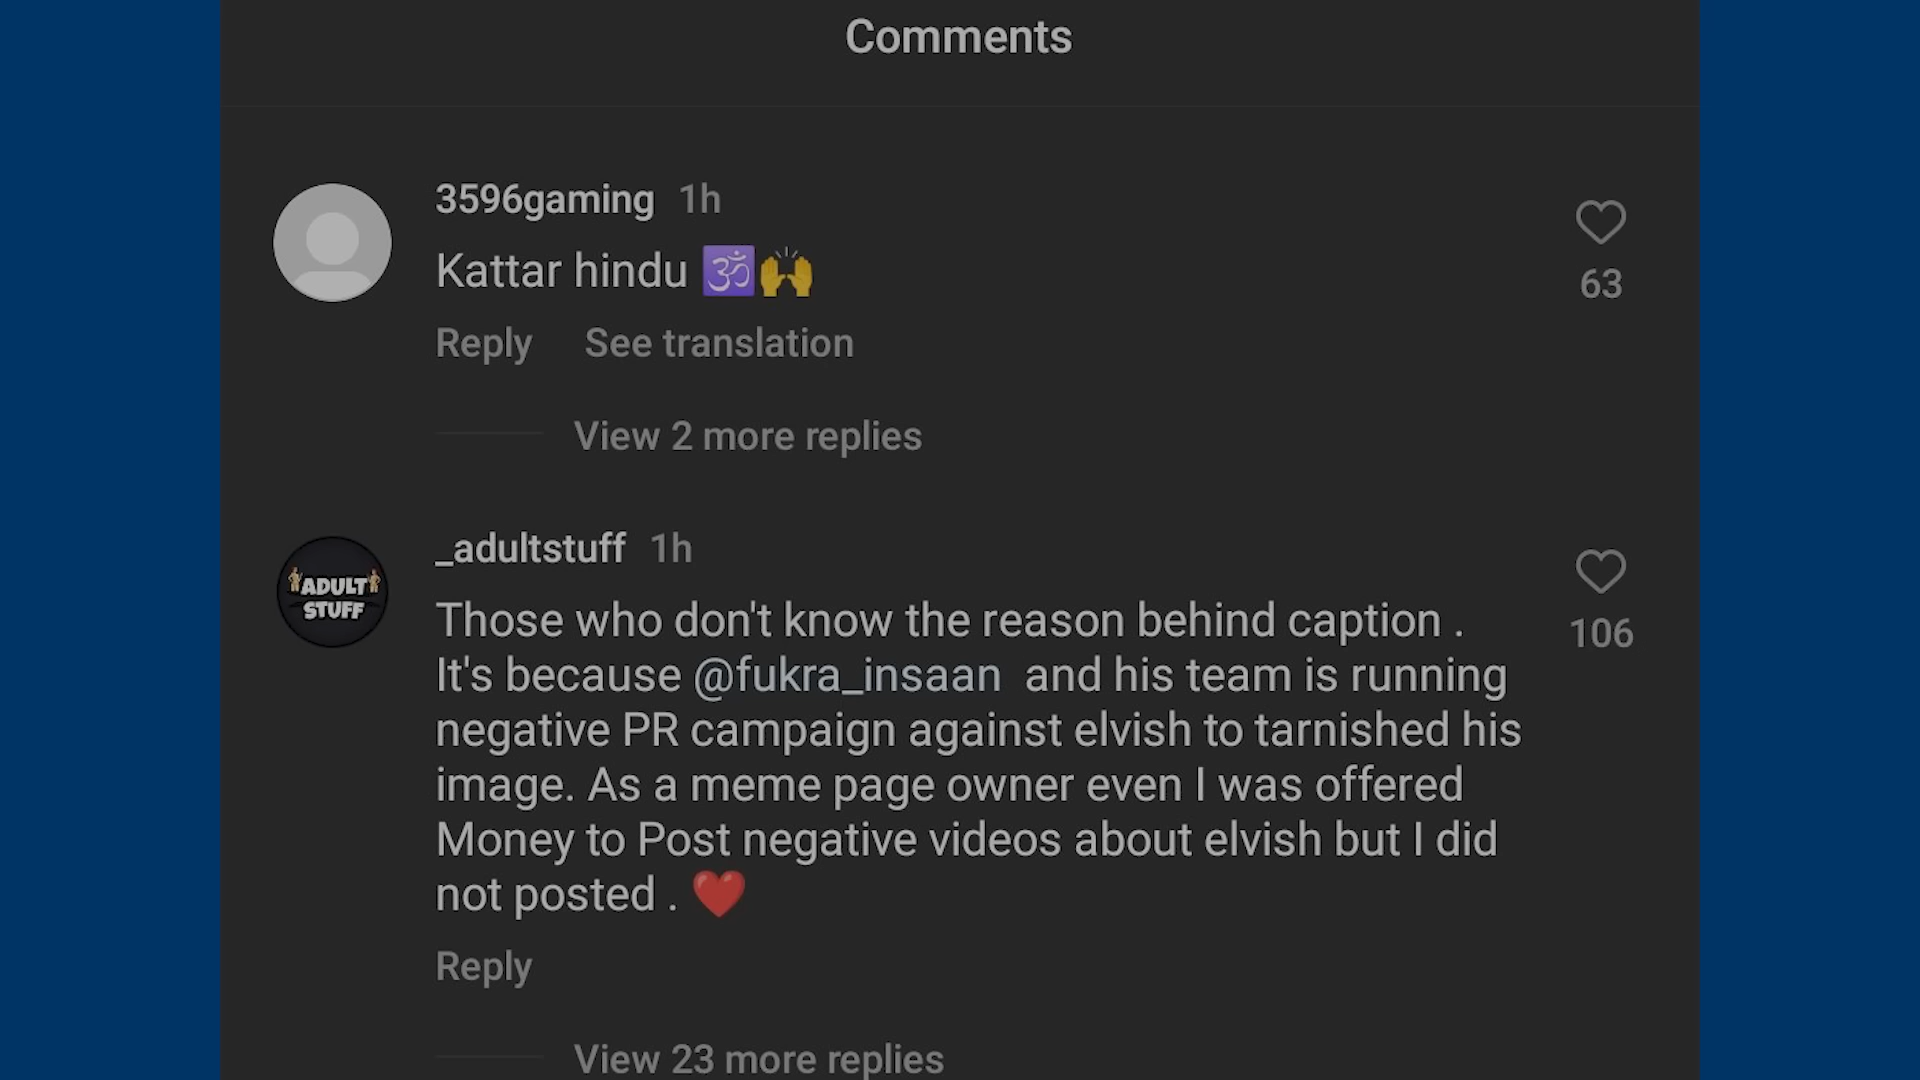 Comments
3596gaming 1h
Kattar hindu 🕉️🙌
63
Reply See translation
View 2 more replies
_adultstuff 1h
ADULT
STUFF
Those who don't know the reason behind caption .
106
It's because @fukra_insaan and his team is running
negative PR campaign against elvish to tarnished his
image. As a meme page owner even I was offered
Money to Post negative videos about elvish but I did
not posted . ❤️
Reply
View 23 more replies